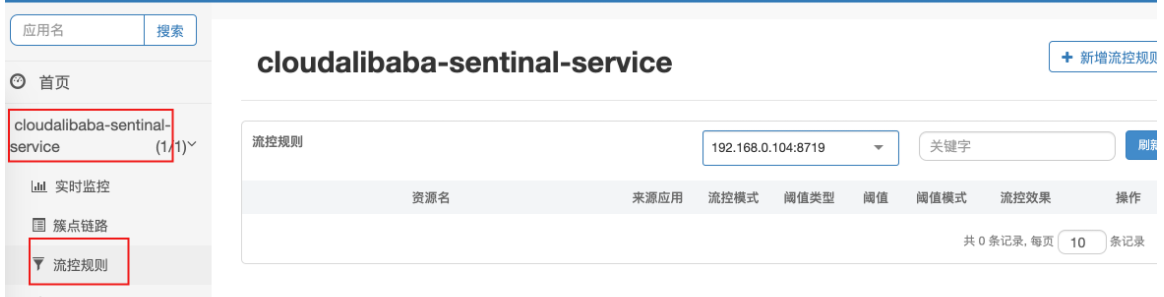 应用名 搜索
首页
cloudalibaba-sentinal-
service (1/1)
实时监控
簇点链路
流控规则
cloudalibaba-sentinal-service
+ 新增流控规则
流控规则 192.168.0.104:8719 关键字 刷新
资源名 来源应用 流控模式 阈值类型 阈值 阈值模式 流控效果 操作
共 0 条记录, 每页 10 条记录